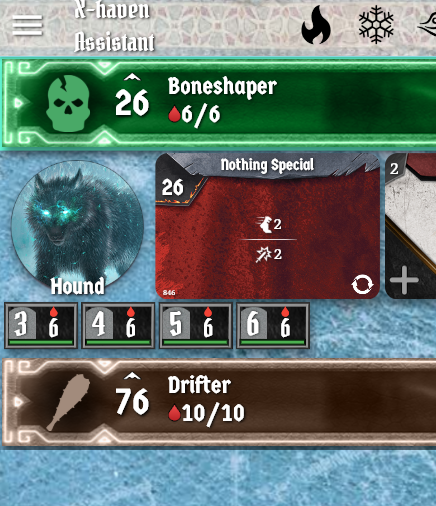 X-haven
Assistant
26
Boneshaper
6/6
Nothing Special
26
2
2
2
846
Hound
3 6
4 6
5 6
6 6
76
Drifter
10/10